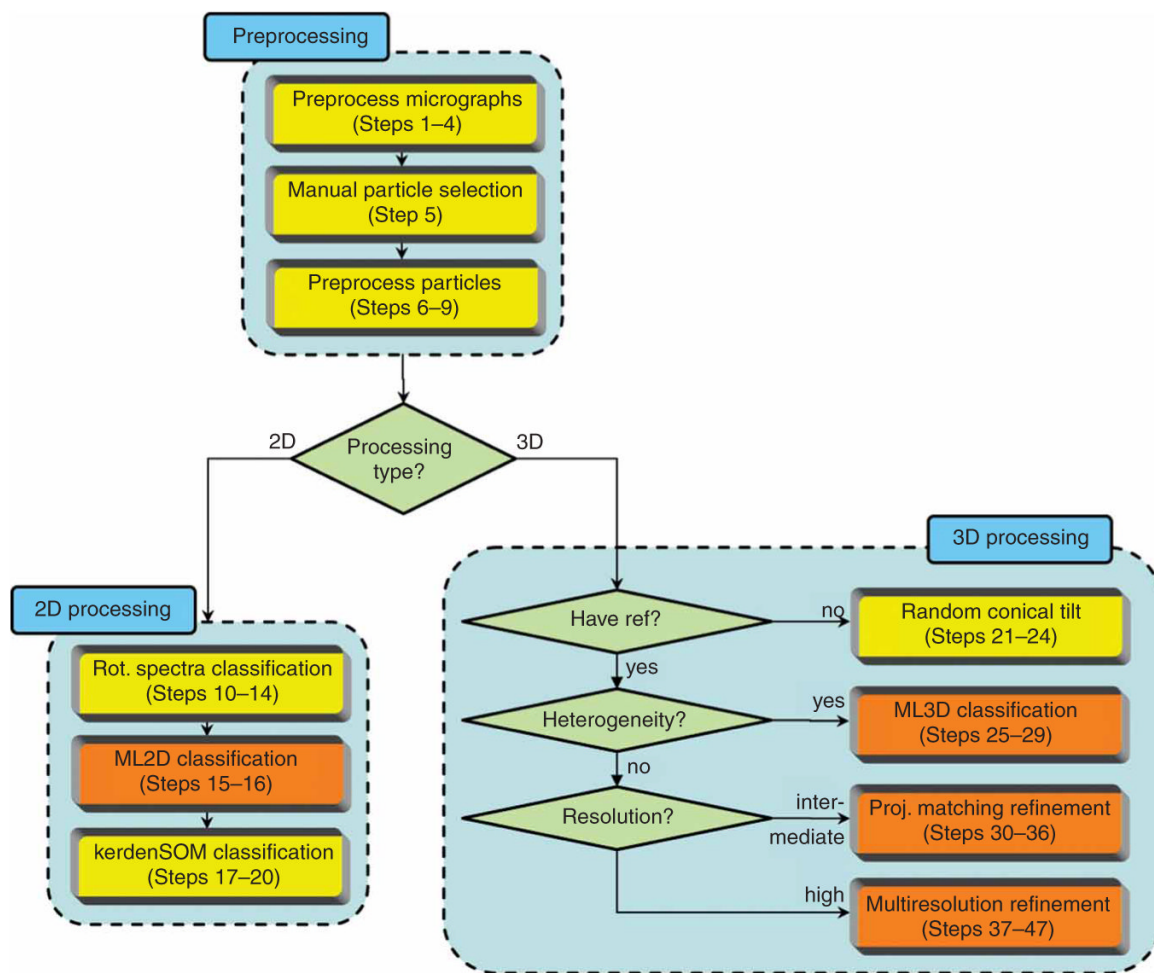 Preprocessing
Preprocess micrographs
(Steps 1–4)
Manual particle selection
(Step 5)
Preprocess particles
(Steps 6–9)
2D
Processing
type?
3D
3D processing
2D processing
Rot. spectra classification
(Steps 10–14)
ML2D classification
(Steps 15–16)
kerdenSOM classification
(Steps 17–20)
Have ref?
no
Random conical tilt
(Steps 21–24)
yes
Heterogeneity?
yes
ML3D classification
(Steps 25–29)
no
Resolution?
inter-
mediate
Proj. matching refinement
(Steps 30–36)
high
Multiresolution refinement
(Steps 37–47)